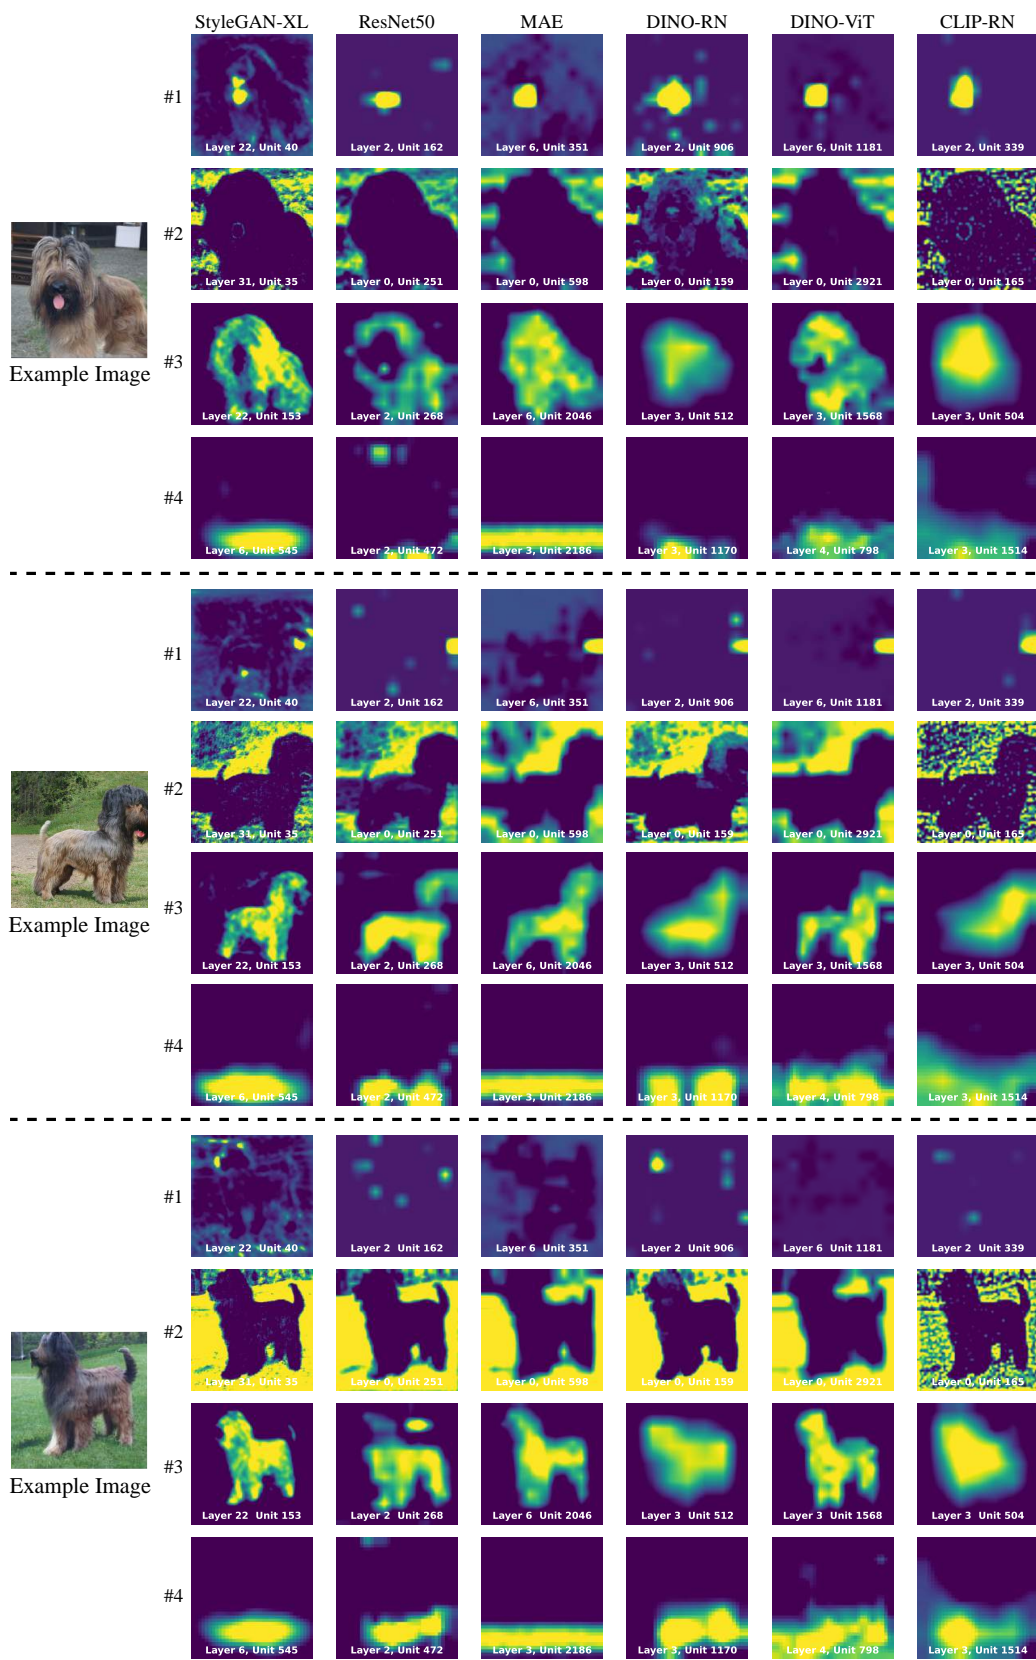 StyleGAN-XL ResNet50 MAE DINO-RN DINO-ViT CLIP-RN
#1
Layer 22, Unit 40 Layer 2, Unit 162 Layer 6, Unit 351 Layer 2, Unit 906 Layer 6, Unit 1181 Layer 2, Unit 339
#2
Layer 31, Unit 35 Layer 0, Unit 251 Layer 0, Unit 598 Layer 0, Unit 159 Layer 0, Unit 2921 Layer 0, Unit 165
Example Image
#3
Layer 22, Unit 153 Layer 2, Unit 268 Layer 6, Unit 2046 Layer 3, Unit 512 Layer 3, Unit 1568 Layer 3, Unit 504
#4
Layer 6, Unit 545 Layer 2, Unit 472 Layer 3, Unit 2186 Layer 3, Unit 1170 Layer 4, Unit 798 Layer 3, Unit 1514
#1
Layer 22, Unit 40 Layer 2, Unit 162 Layer 6, Unit 351 Layer 2, Unit 906 Layer 6, Unit 1181 Layer 2, Unit 339
#2
Layer 31, Unit 35 Layer 0, Unit 251 Layer 0, Unit 598 Layer 0, Unit 159 Layer 0, Unit 2921 Layer 0, Unit 165
Example Image
#3
Layer 22, Unit 153 Layer 2, Unit 268 Layer 6, Unit 2046 Layer 3, Unit 512 Layer 3, Unit 1568 Layer 3, Unit 504
#4
Layer 6, Unit 545 Layer 2, Unit 472 Layer 3, Unit 2186 Layer 3, Unit 1170 Layer 4, Unit 798 Layer 3, Unit 1514
#1
Layer 22 Unit 40 Layer 2 Unit 162 Layer 6 Unit 351 Layer 2 Unit 906 Layer 6 Unit 1181 Layer 2 Unit 339
#2
Layer 31, Unit 35 Layer 0, Unit 251 Layer 0, Unit 598 Layer 0, Unit 159 Layer 0, Unit 2921 Layer 0, Unit 165
#3
Example Image
Layer 22 Unit 153 Layer 2 Unit 268 Layer 6 Unit 2046 Layer 3 Unit 512 Layer 3 Unit 1568 Layer 3 Unit 504
#4
Layer 6, Unit 545 Layer 2, Unit 472 Layer 3, Unit 2186 Layer 3, Unit 1170 Layer 4, Unit 798 Layer 3, Unit 1514